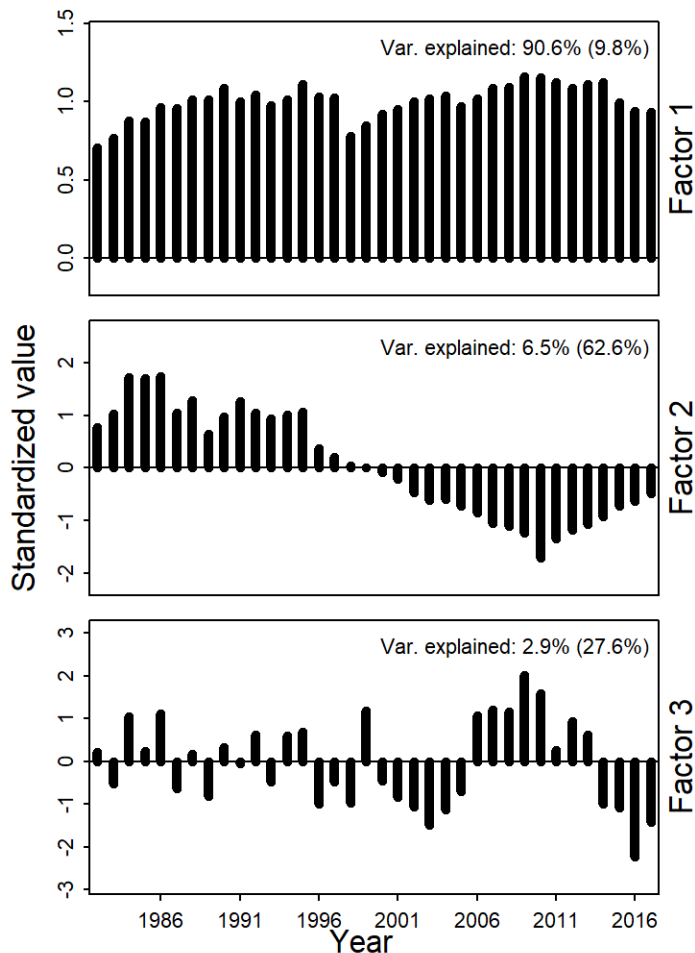 Var. explained: 90.6% (9.8%)
1.5
1.0
0.5
0.0
Factor 1
Var. explained: 6.5% (62.6%)
2
1
0
-1
-2
Factor 2
Standardized value
Var. explained: 2.9% (27.6%)
3
2
1
0
-1
-2
-3
Factor 3
1986 1991 1996 2001 2006 2011 2016
Year